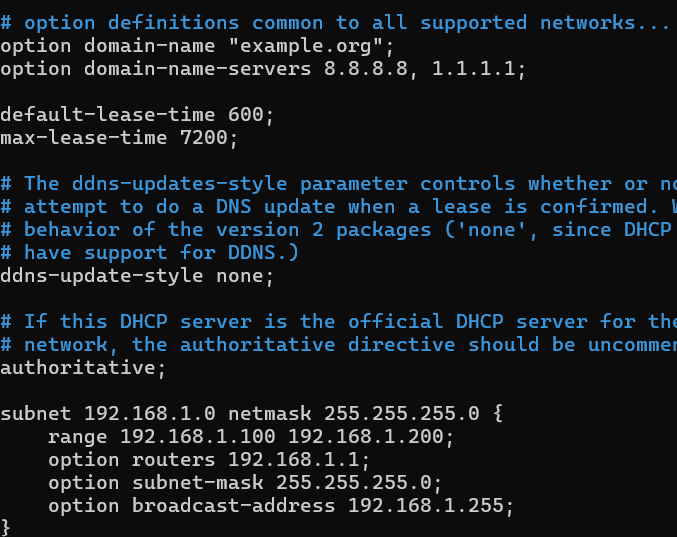 # option definitions common to all supported networks...
option domain-name "example.org";
option domain-name-servers 8.8.8.8, 1.1.1.1;
default-lease-time 600;
max-lease-time 7200;
# The ddns-updates-style parameter controls whether or no
# attempt to do a DNS update when a lease is confirmed. W
# behavior of the version 2 packages ('none', since DHCP
# have support for DDNS.)
ddns-update-style none;
# If this DHCP server is the official DHCP server for the
# network, the authoritative directive should be uncommen
authoritative;
subnet 192.168.1.0 netmask 255.255.255.0 {
    range 192.168.1.100 192.168.1.200;
    option routers 192.168.1.1;
    option subnet-mask 255.255.255.0;
    option broadcast-address 192.168.1.255;
}